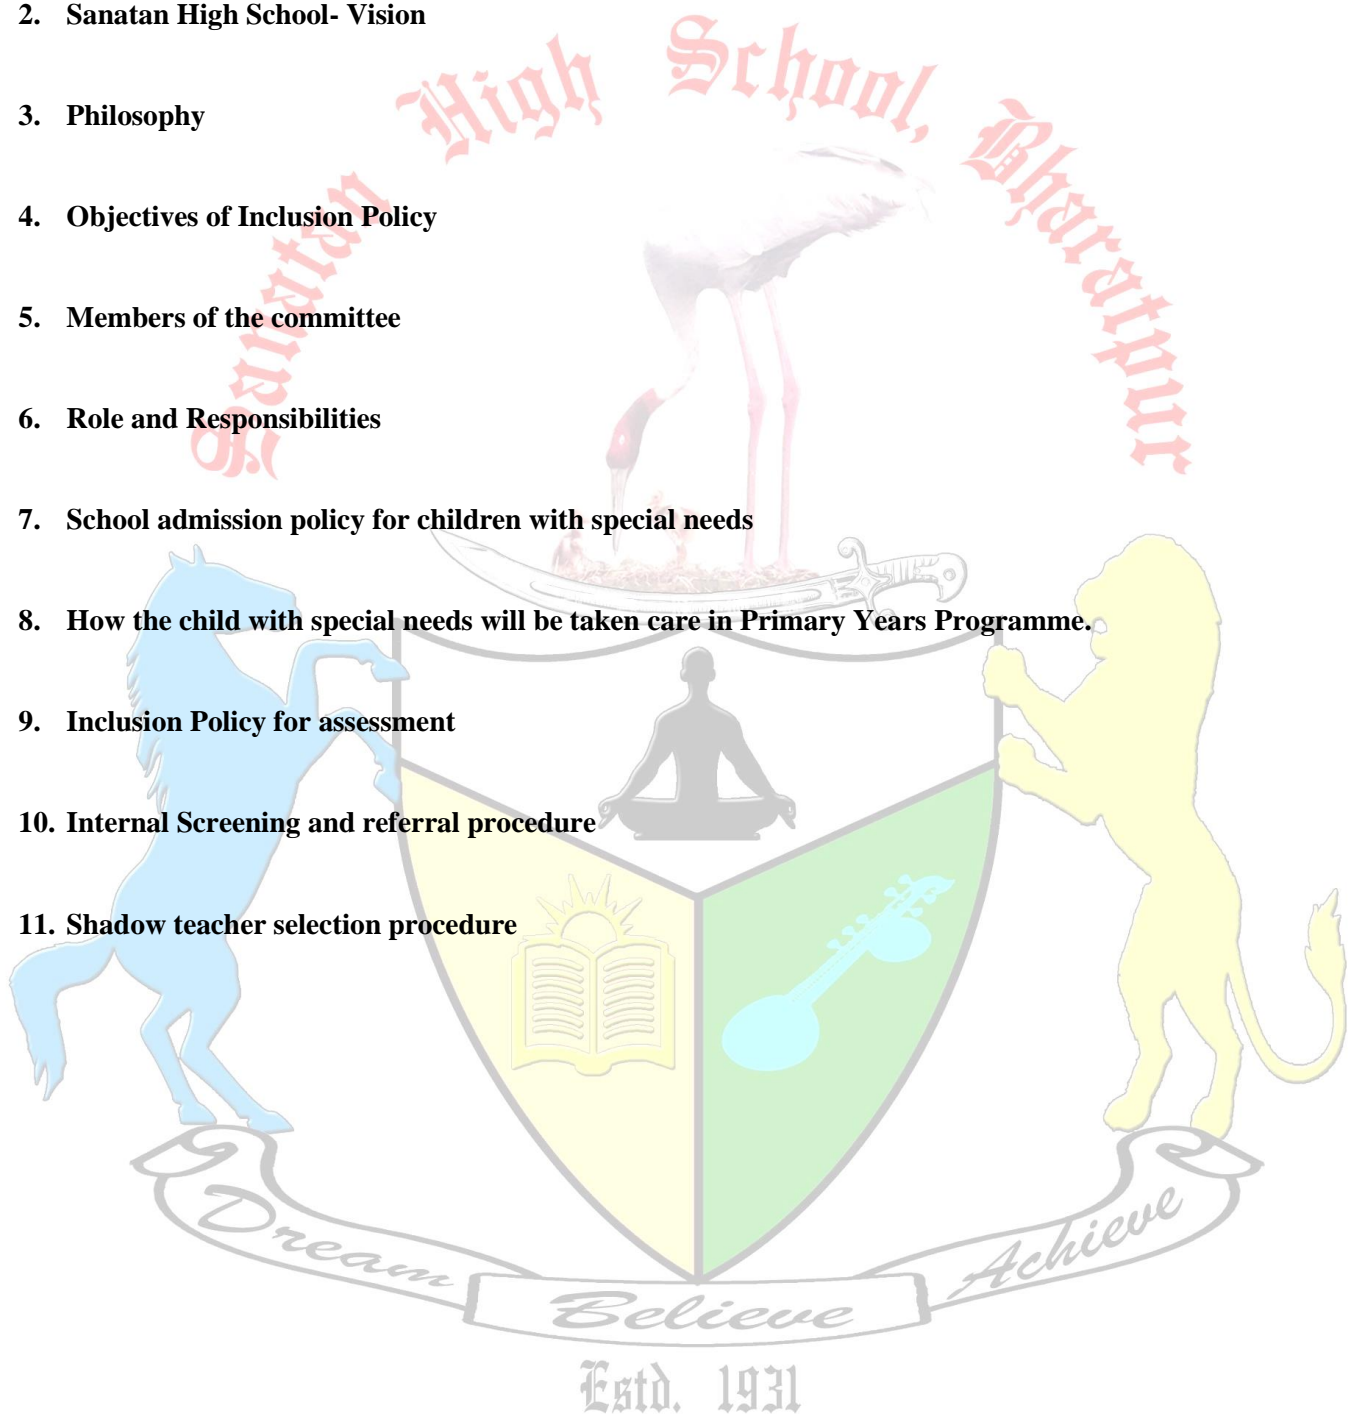 2. Sanatan High School- Vision
Sanatan High School, Bharatpur
3. Philosophy
4. Objectives of Inclusion Policy
5. Members of the committee
6. Role and Responsibilities
7. School admission policy for children with special needs
8. How the child with special needs will be taken care in Primary Years Programme.
9. Inclusion Policy for assessment
10. Internal Screening and referral procedure
11. Shadow teacher selection procedure
Dream
Believe
Achieve
Estd. 1931